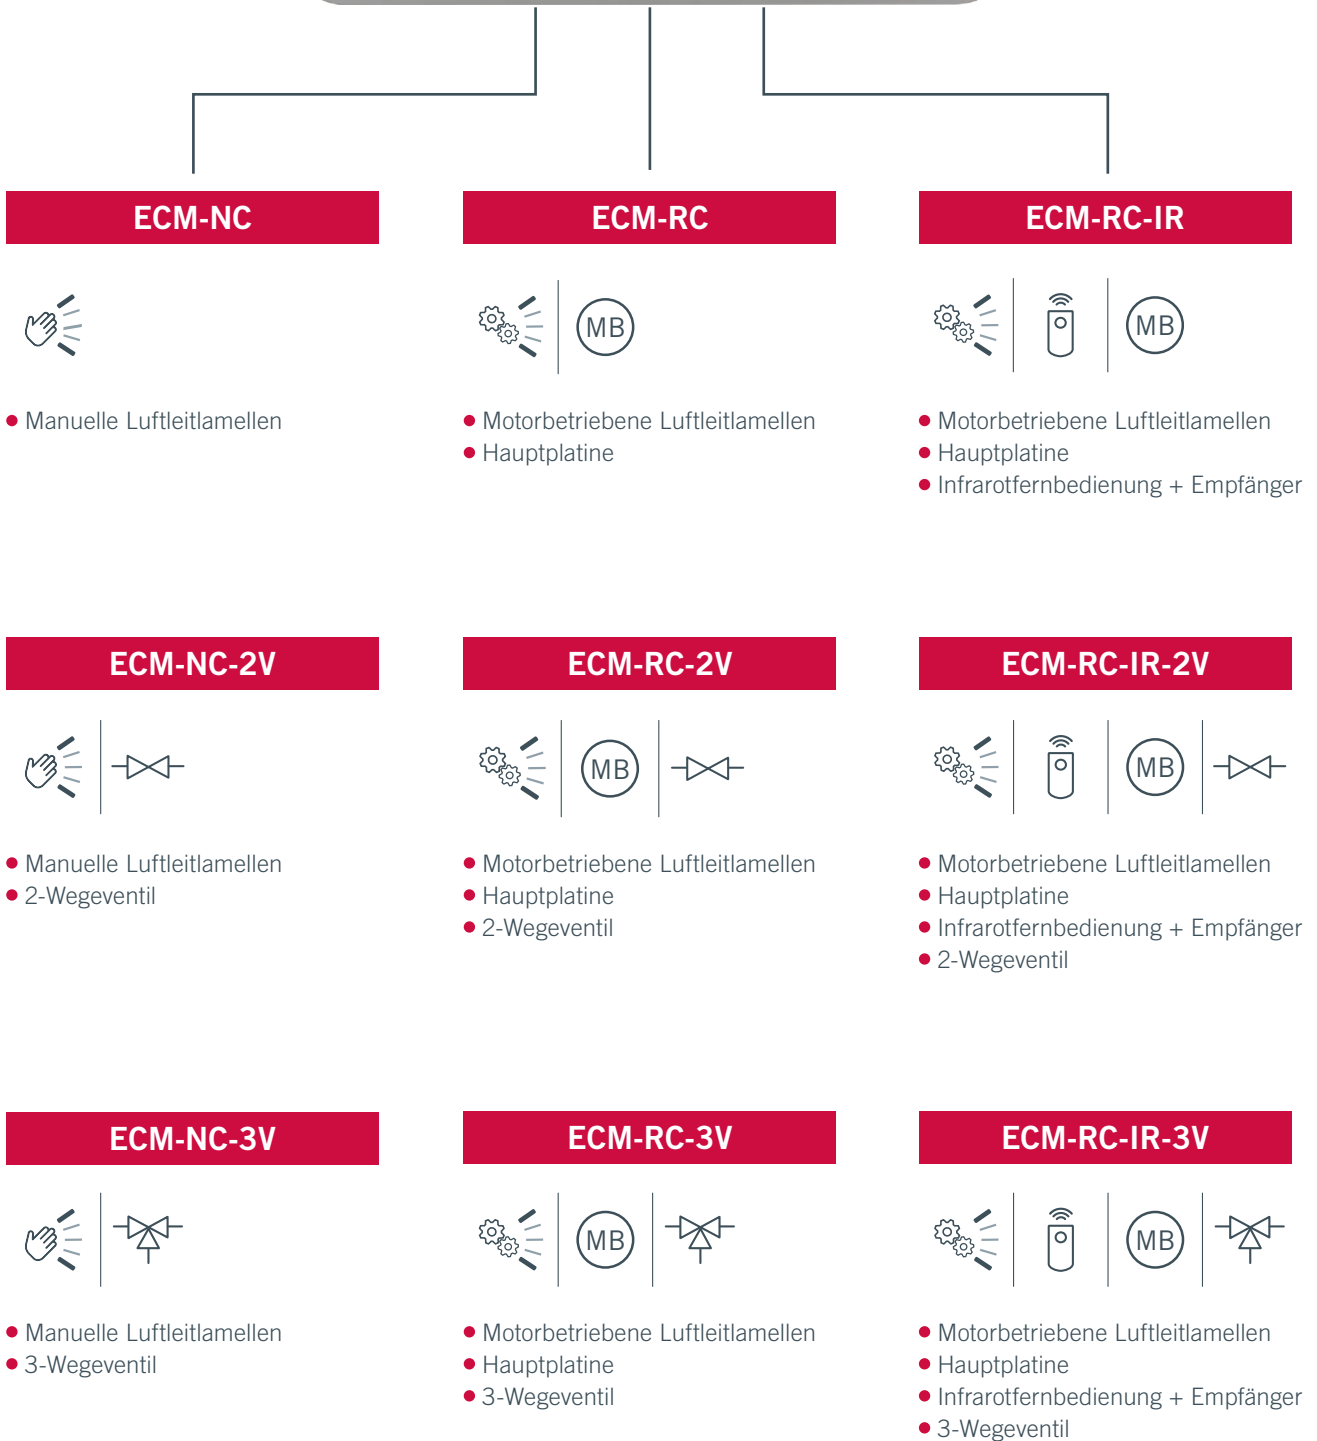 ECM-NC
MB
● Manuelle Luftleitlamellen
ECM-RC
● Motorbetriebene Luftleitlamellen
● Hauptplatine
ECM-RC-IR
MB
● Motorbetriebene Luftleitlamellen
● Hauptplatine
● Infrarotfernbedienung + Empfänger
ECM-NC-2V
● Manuelle Luftleitlamellen
● 2-Wegeventil
ECM-RC-2V
MB
● Motorbetriebene Luftleitlamellen
● Hauptplatine
● 2-Wegeventil
ECM-RC-IR-2V
MB
● Motorbetriebene Luftleitlamellen
● Hauptplatine
● Infrarotfernbedienung + Empfänger
● 2-Wegeventil
ECM-NC-3V
● Manuelle Luftleitlamellen
● 3-Wegeventil
ECM-RC-3V
MB
● Motorbetriebene Luftleitlamellen
● Hauptplatine
● 3-Wegeventil
ECM-RC-IR-3V
MB
● Motorbetriebene Luftleitlamellen
● Hauptplatine
● Infrarotfernbedienung + Empfänger
● 3-Wegeventil